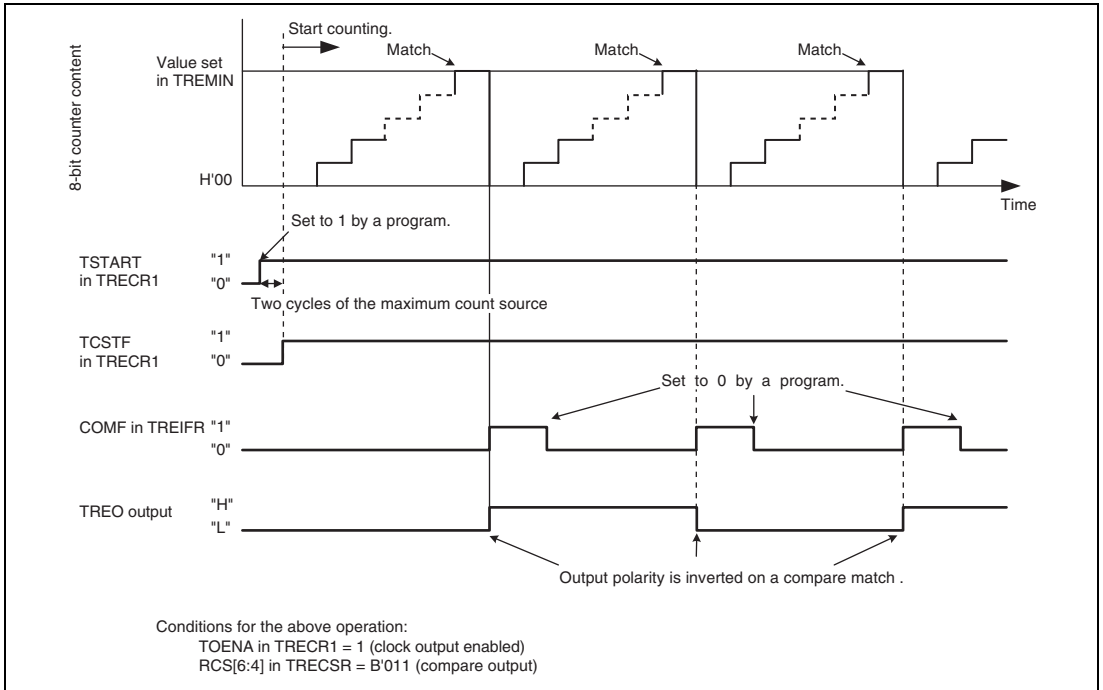 Start counting.
Match
Match
Match
Value set
in TREMIN
8-bit counter content
H'00
Time
Set to 1 by a program.
TSTART
in TRECR1
"1"
"0"
Two cycles of the maximum count source
TCSTF
in TRECR1
"1"
"0"
Set to 0 by a program.
COMF in TREIFR "1"
"0"
TREO output
"H"
"L"
Output polarity is inverted on a compare match .
Conditions for the above operation:
TOENA in TRECR1 = 1 (clock output enabled)
RCS[6:4] in TRECSR = B'011 (compare output)